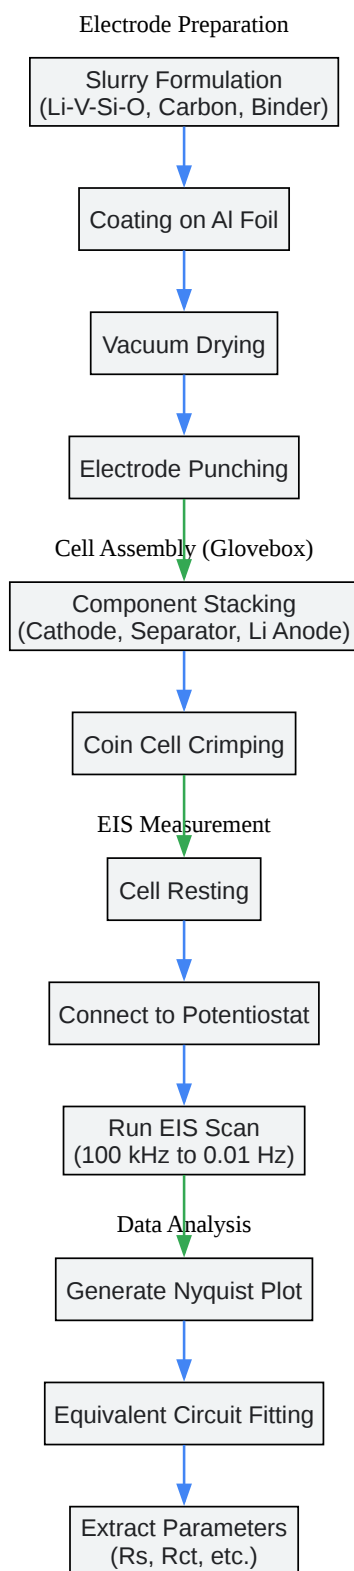 Electrode Preparation
Slurry Formulation
(Li-V-Si-O, Carbon, Binder)
Coating on Al Foil
Vacuum Drying
Electrode Punching
Cell Assembly (Glovebox)
Component Stacking
(Cathode, Separator, Li Anode)
Coin Cell Crimping
EIS Measurement
Cell Resting
Connect to Potentiostat
Run EIS Scan
(100 kHz to 0.01 Hz)
Data Analysis
Generate Nyquist Plot
Equivalent Circuit Fitting
Extract Parameters
(Rs, Rct, etc.)